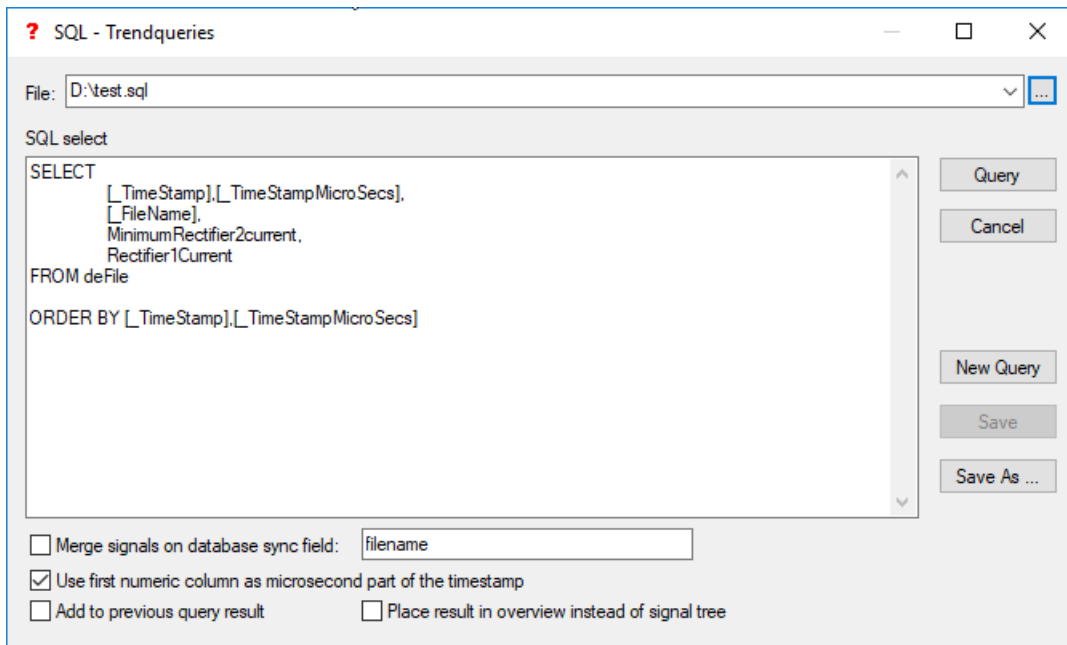 ? SQL - Trendqueries
File: D:\test.sql ...
SQL select
SELECT
[_TimeStamp],[_TimeStampMicroSecs],
[_FileName],
MinimumRectifier2current,
Rectifier1Current
FROM deFile
ORDER BY [_TimeStamp],[_TimeStampMicroSecs]
Query
Cancel
New Query
Save
Save As ...
Merge signals on database sync field: filename
Use first numeric column as microsecond part of the timestamp
Add to previous query result Place result in overview instead of signal tree